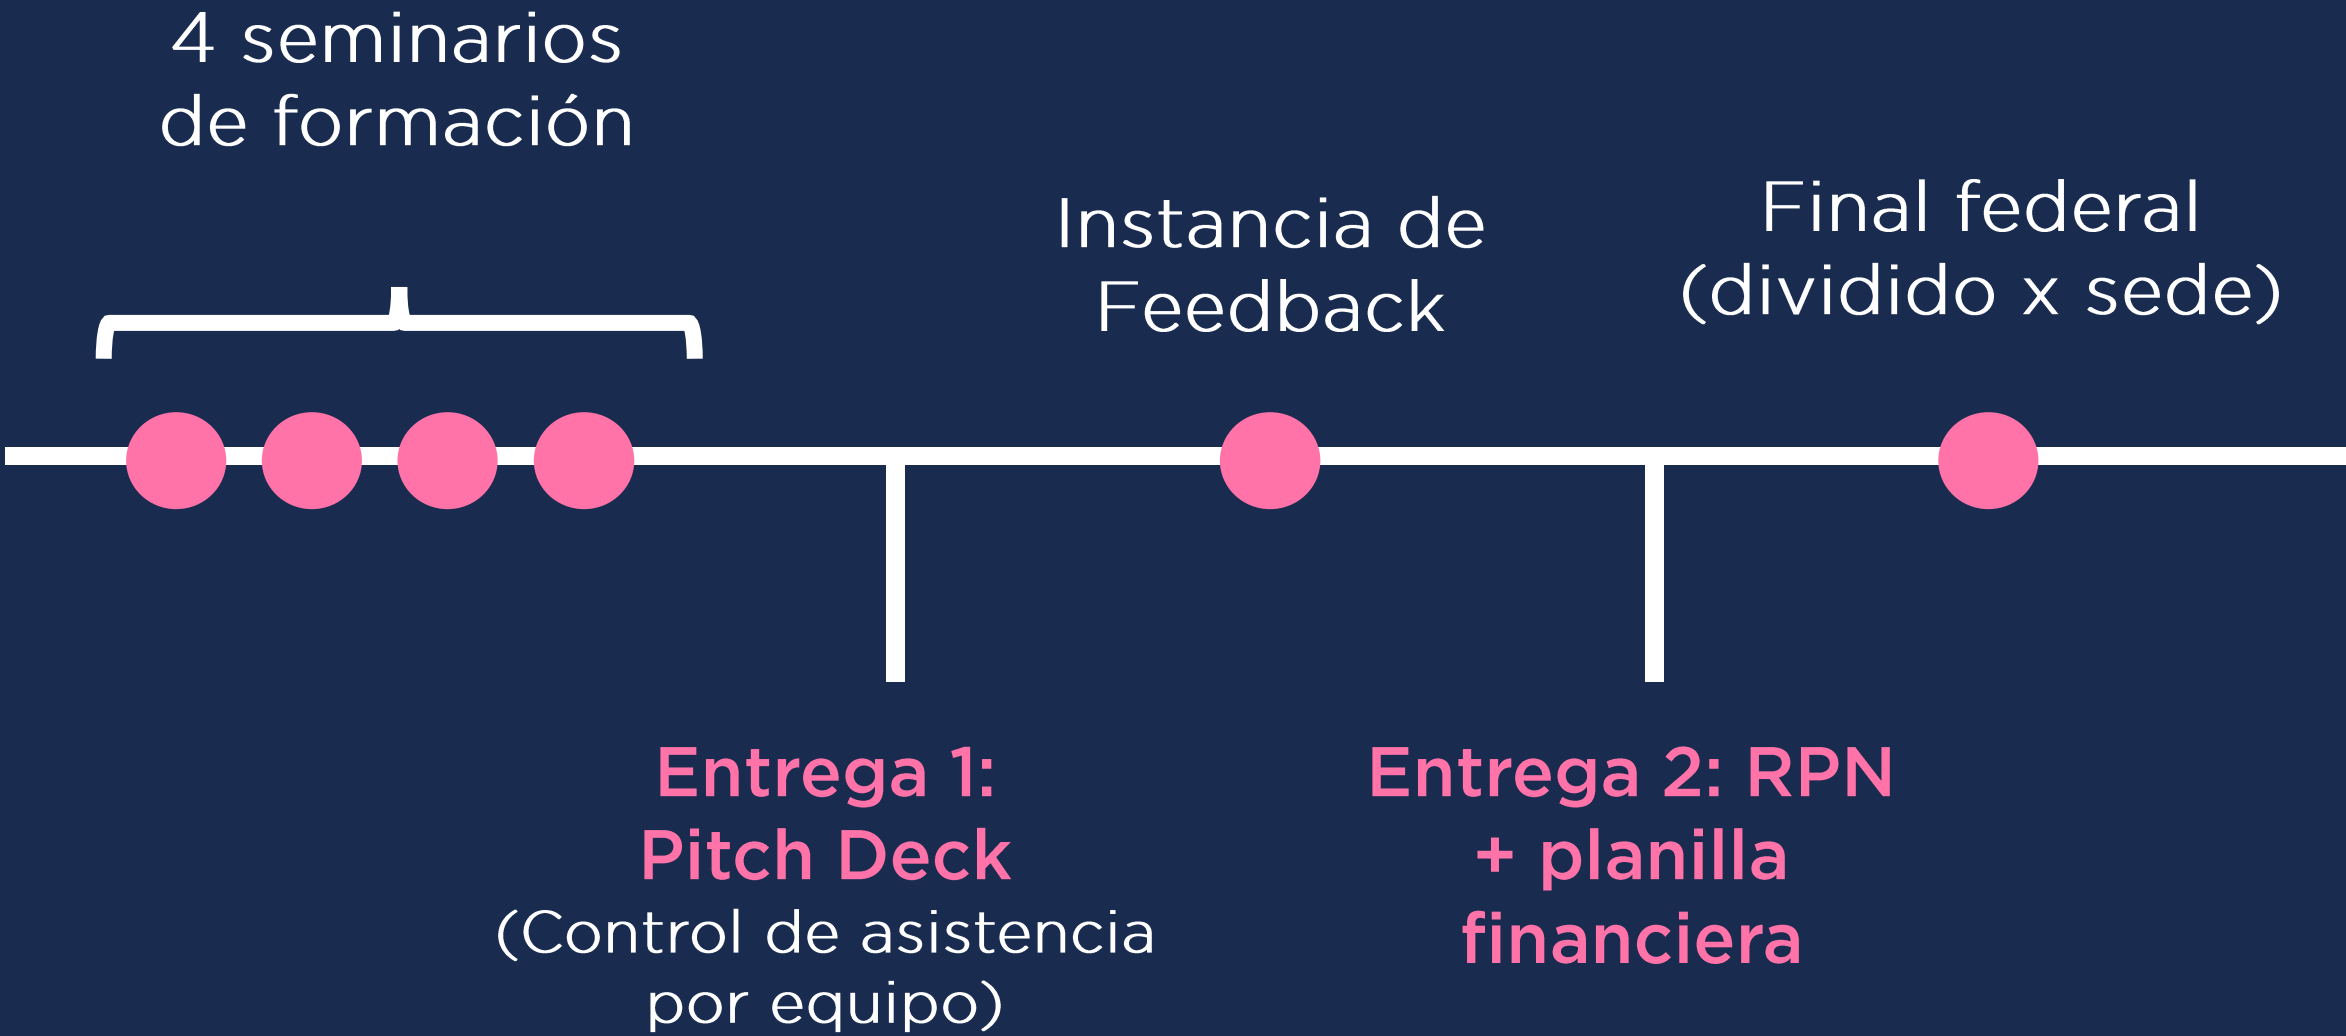 4 seminarios
de formación
Instancia de
Feedback
Final federal
(dividido x sede)
Entrega 1:
Pitch Deck
(Control de asistencia
por equipo)
Entrega 2: RPN
+ planilla
financiera